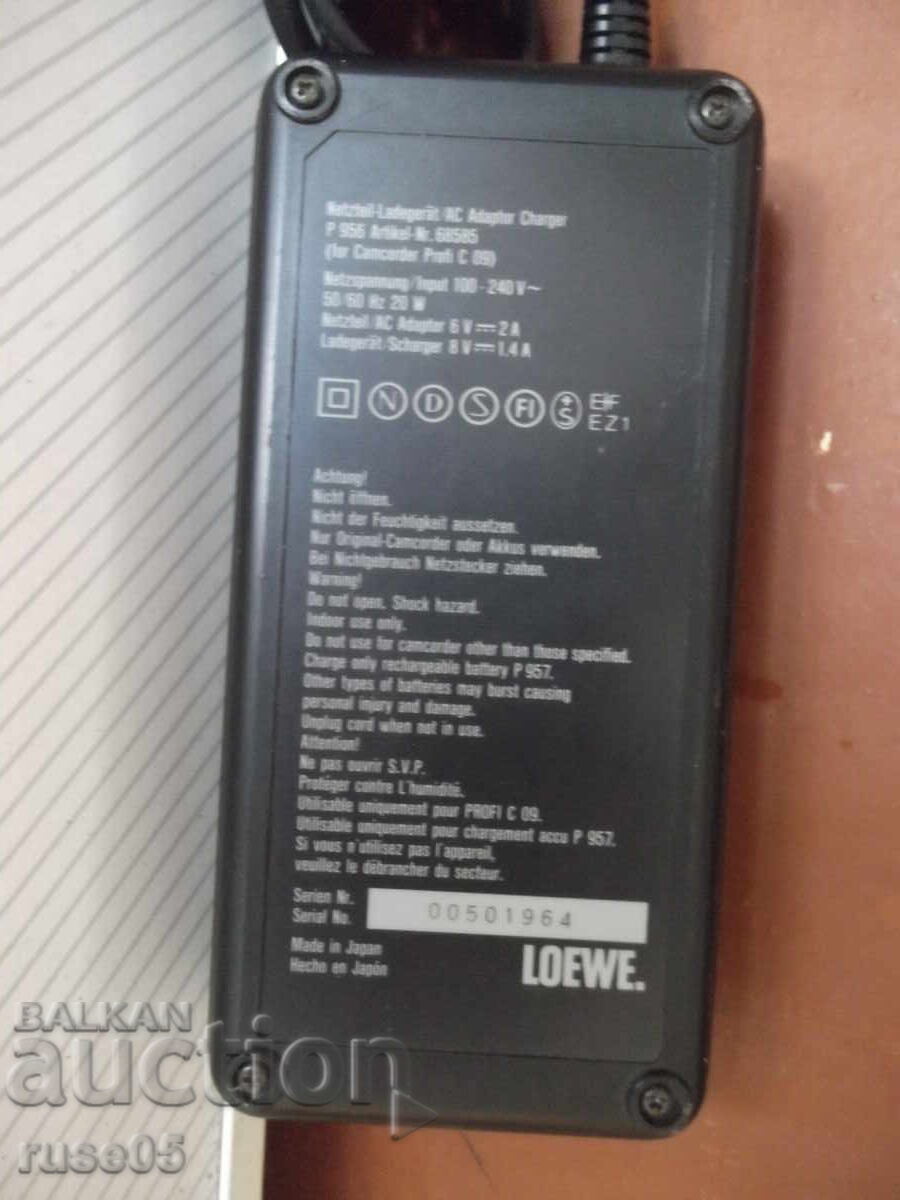 Netzteil-Ladegerät/AC Adaptor Charger
P 956 Artikel-Nr. 68585
(for Camcorder Profi C 09)
Netzspannung/Input 100-240 V~
50/60 Hz 20 W
Netzteil/AC Adapter 6 V⎓2 A
Ladegerät/Scharger 8 V⎓1.4 A
N D S FI +S EF
EZ1
Achtung!
Nicht öffnen.
Nicht der Feuchtigkeit aussetzen.
Nur Original-Camcorder oder Akkus verwenden.
Bei Nichtgebrauch Netzstecker ziehen.
Warning!
Do not open. Shock hazard.
Indoor use only.
Do not use for camcorder other than those specified.
Charge only rechargeable battery P 957.
Other types of batteries may burst causing
personal injury and damage.
Unplug cord when not in use.
Attention!
Ne pas ouvrir S.V.P.
Protéger contre L'humidité.
Utilisable uniquement pour PROFI C 09.
Utilisable uniquement pour chargement accu P 957.
Si vous n'utilisez pas l'appareil,
veuillez le débrancher du secteur.
Serien Nr.
Serial No. 00501964
Made in Japan
Hecho en Japón
LOEWE.
BALKAN
auction
ruse05